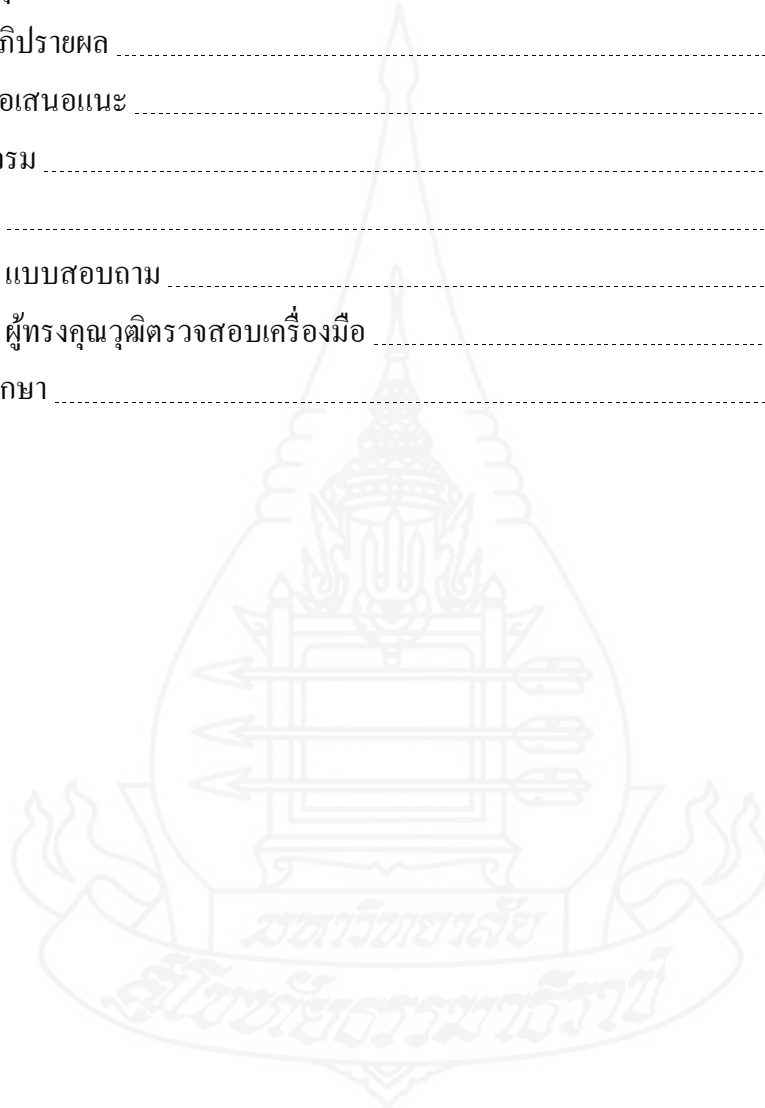 ภิปรายผล
อเสนอแนะ
กรม
แบบสอบถาม
ผู้ทรงคุณวุฒิตรวจสอบเครื่องมือ
กษา
มหาวิทยาลัย
สุโขทัยธรรมาธิราช